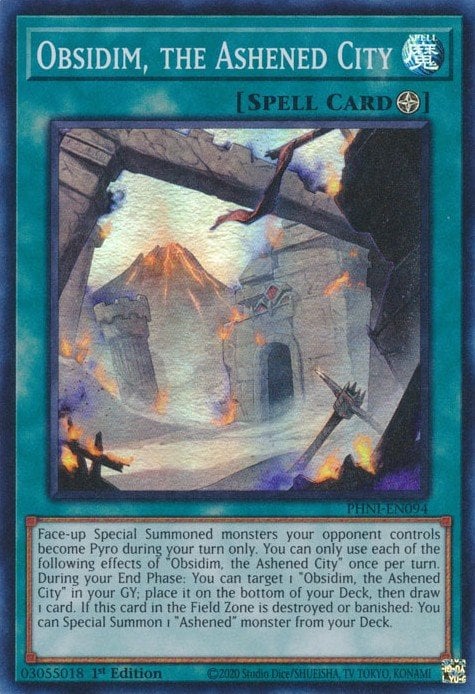 OBSIDIM, THE ASHENED CITY
SPELL
魔
[SPELL CARD]
PHNI-EN094
Face-up Special Summoned monsters your opponent controls
become Pyro during your turn only. You can only use each of the
following effects of "Obsidim, the Ashened City" once per turn.
During your End Phase: You can target 1 "Obsidim, the Ashened
City" in your GY; place it on the bottom of your Deck, then draw
1 card. If this card in the Field Zone is destroyed or banished: You
can Special Summon 1 "Ashened" monster from your Deck.
03055018 1st Edition
©2020 Studio Dice/SHUEISHA, TV TOKYO, KONAMI